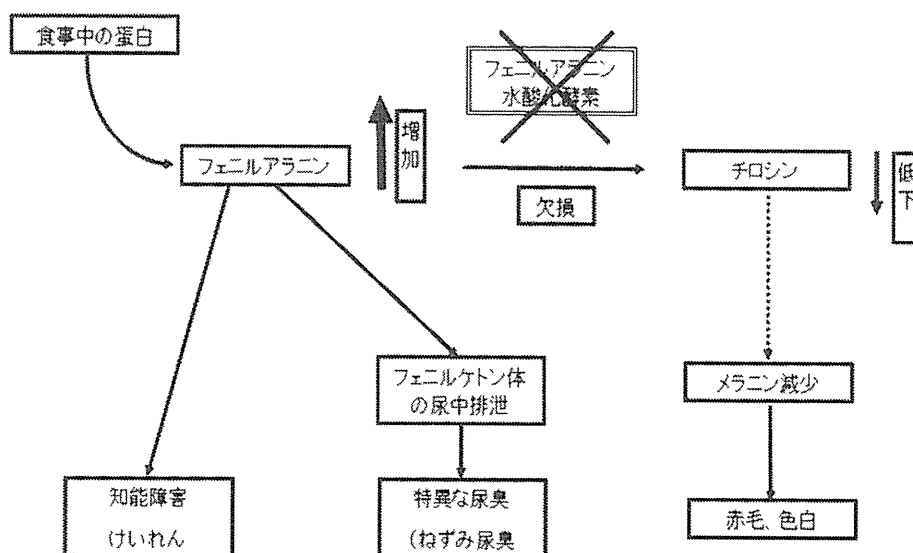 食事中の蛋白
フェニルアラニン
水酸化酵素
増
加
フェニルアラニン
欠損
チロシン
低
下
フェニルケトン体
の尿中排泄
メラニン減少
知能障害
けいれん
特異な尿臭
(ねずみ尿臭
赤毛、色白